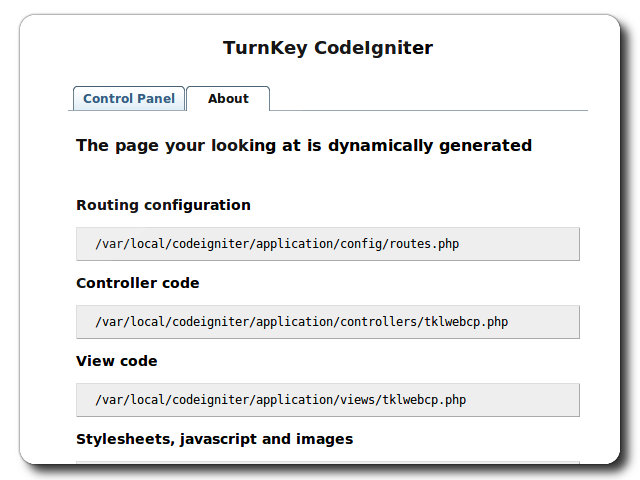 TurnKey CodeIgniter
Control Panel
About
The page your looking at is dynamically generated
Routing configuration
/var/local/codeigniter/application/config/routes.php
Controller code
/var/local/codeigniter/application/controllers/tklwebcp.php
View code
/var/local/codeigniter/application/views/tklwebcp.php
Stylesheets, javascript and images